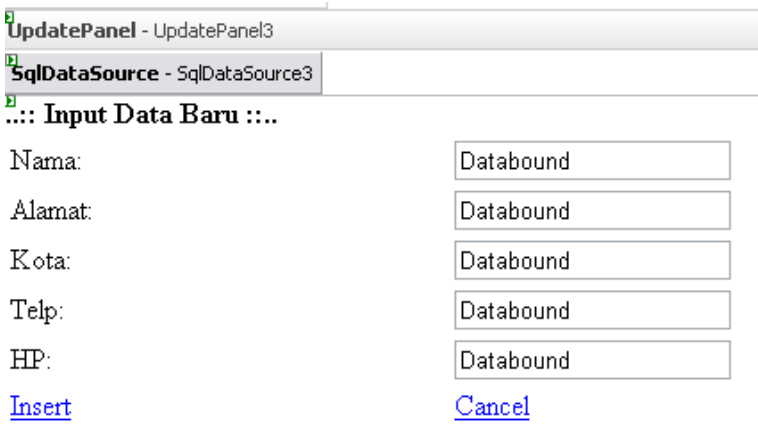 UpdatePanel - UpdatePanel3
SqlDataSource - SqlDataSource3
..:: Input Data Baru ::..
Nama: Databound
Alamat: Databound
Kota: Databound
Telp: Databound
HP: Databound
Insert Cancel